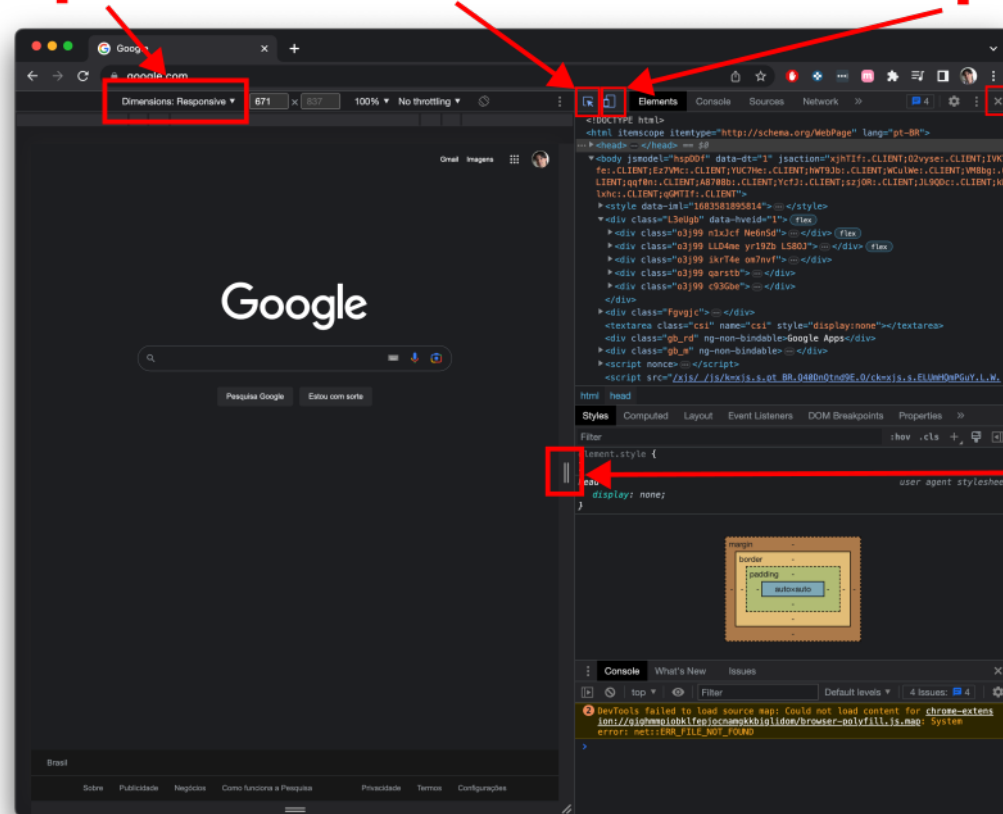 Google
google.com
Dimensions: Responsive ▼ 671 × 837 100% ▼ No throttling ▼
Gmail Imagens
Google
Pesquisa Google Estou com sorte
Brasil
Sobre Publicidade Negócios Como funciona a Pesquisa Privacidade Termos Configurações
Elements Console Sources Network » 4
<!DOCTYPE html>
<html itemscope itemtype="http://schema.org/WebPage" lang="pt-BR">
<head> … </head> == $0
<body jsmodel="hspDDf" data-dt="1" jsaction="xjhTIf:.CLIENT;O2vyse:.CLIENT;IVK
fe:.CLIENT;Ez7VMc:.CLIENT;YUC7He:.CLIENT;hWT9Jb:.CLIENT;WCulWe:.CLIENT;VM8bg:.
LIENT;qqf0n:.CLIENT;A8708b:.CLIENT;YcfJ:.CLIENT;szjOR:.CLIENT;JL9QDc:.CLIENT;k
lxhc:.CLIENT;qGMTIf:.CLIENT">
<style data-iml="1683581895814"> … </style>
<div class="L3eUgb" data-hveid="1"> flex
<div class="o3j99 n1xJcf Ne6nSd"> … </div> flex
<div class="o3j99 LLD4me yr19Zb LS8OJ"> … </div> flex
<div class="o3j99 ikrT4e om7nvf"> … </div>
<div class="o3j99 qarstb"> … </div>
<div class="o3j99 c93Gbe"> … </div>
</div>
<div class="Fgvgjc"> … </div>
<textarea class="csi" name="csi" style="display:none"></textarea>
<div class="gb_rd" ng-non-bindable>Google Apps</div>
<div class="gb_m" ng-non-bindable> … </div>
<script nonce> … </script>
<script src="/xjs/_/js/k=xjs.s.pt_BR.
html head
Styles Computed Layout Event Listeners DOM Breakpoints Properties »
Filter :hov .cls +
element.style {
head user agent styleshee
display: none;
}
margin -
border -
padding -
auto×auto
Console What's New Issues
top ▼ Filter Default levels ▼ 4 Issues: 4
2 DevTools failed to load source map: Could not load content for chrome-extens
ion://gighmmpiobklfepjocnamgkkbiglidom/browser-polyfill.js.map: System
error: net::ERR_FILE_NOT_FOUND